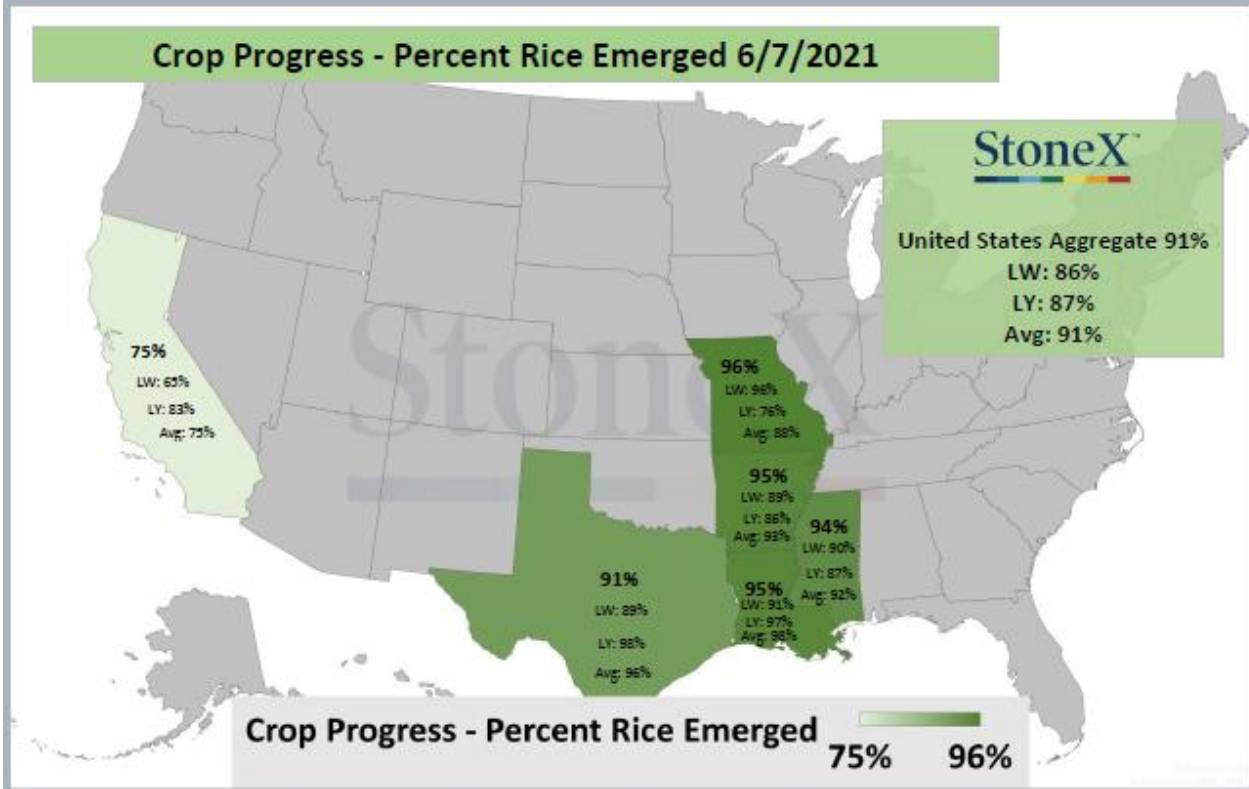 Crop Progress - Percent Rice Emerged 6/7/2021
StoneX™
United States Aggregate 91%
LW: 86%
LY: 87%
Avg: 91%
75%
LW: 65%
LY: 83%
Avg: 75%
96%
LW: 96%
LY: 76%
Avg: 88%
95%
LW: 89%
LY: 86%
Avg: 93%
94%
LW: 90%
LY: 87%
Avg: 92%
91%
LW: 89%
LY: 98%
Avg: 96%
95%
LW: 91%
LY: 97%
Avg: 98%
StoneX
Crop Progress - Percent Rice Emerged
75% 96%